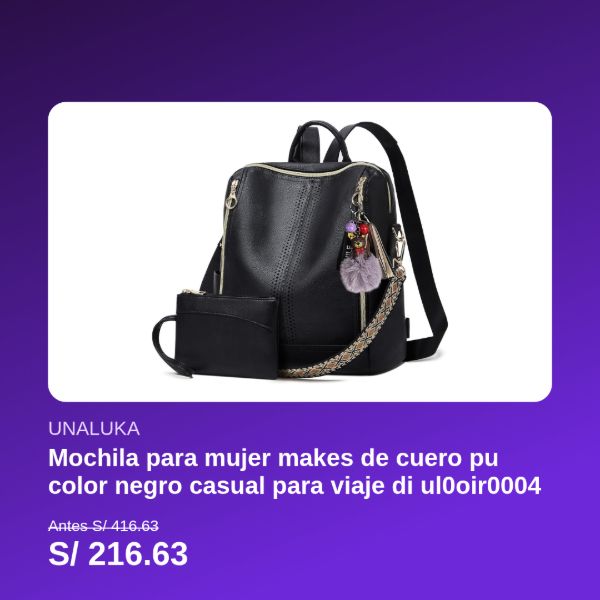 UNALUKA
Mochila para mujer makes de cuero pu
color negro casual para viaje di ul0oir0004
Antes S/ 416.63
S/ 216.63